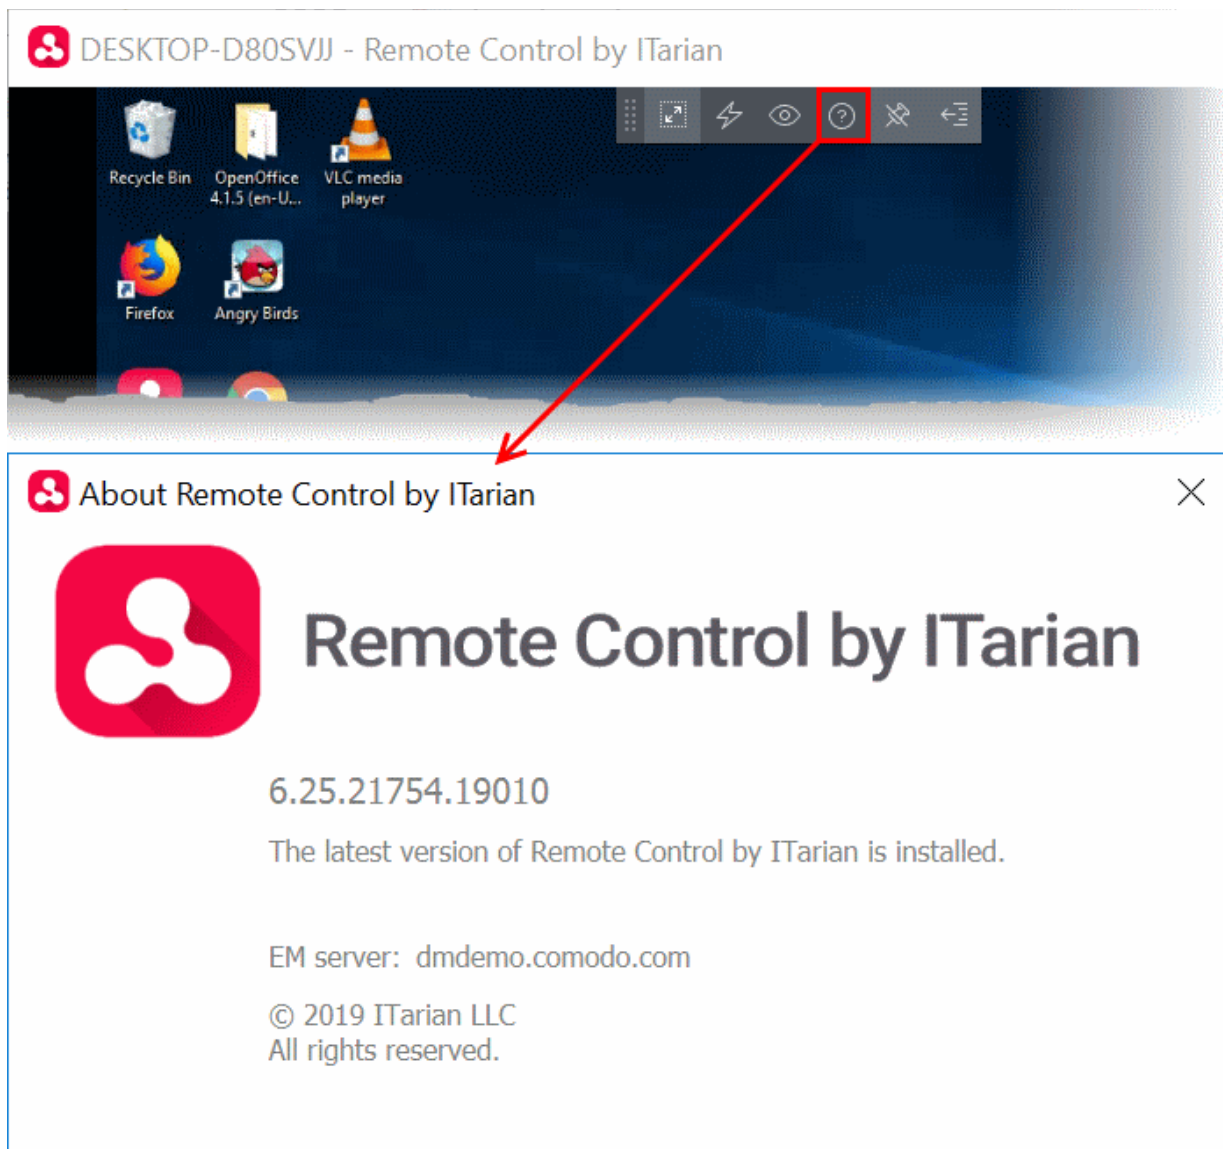 DESKTOP-D80SVJJ - Remote Control by ITarian
Recycle Bin
OpenOffice
4.1.5 (en-U...
VLC media
player
Firefox
Angry Birds
About Remote Control by ITarian
Remote Control by ITarian
6.25.21754.19010
The latest version of Remote Control by ITarian is installed.
EM server: dmdemo.comodo.com
© 2019 ITarian LLC
All rights reserved.